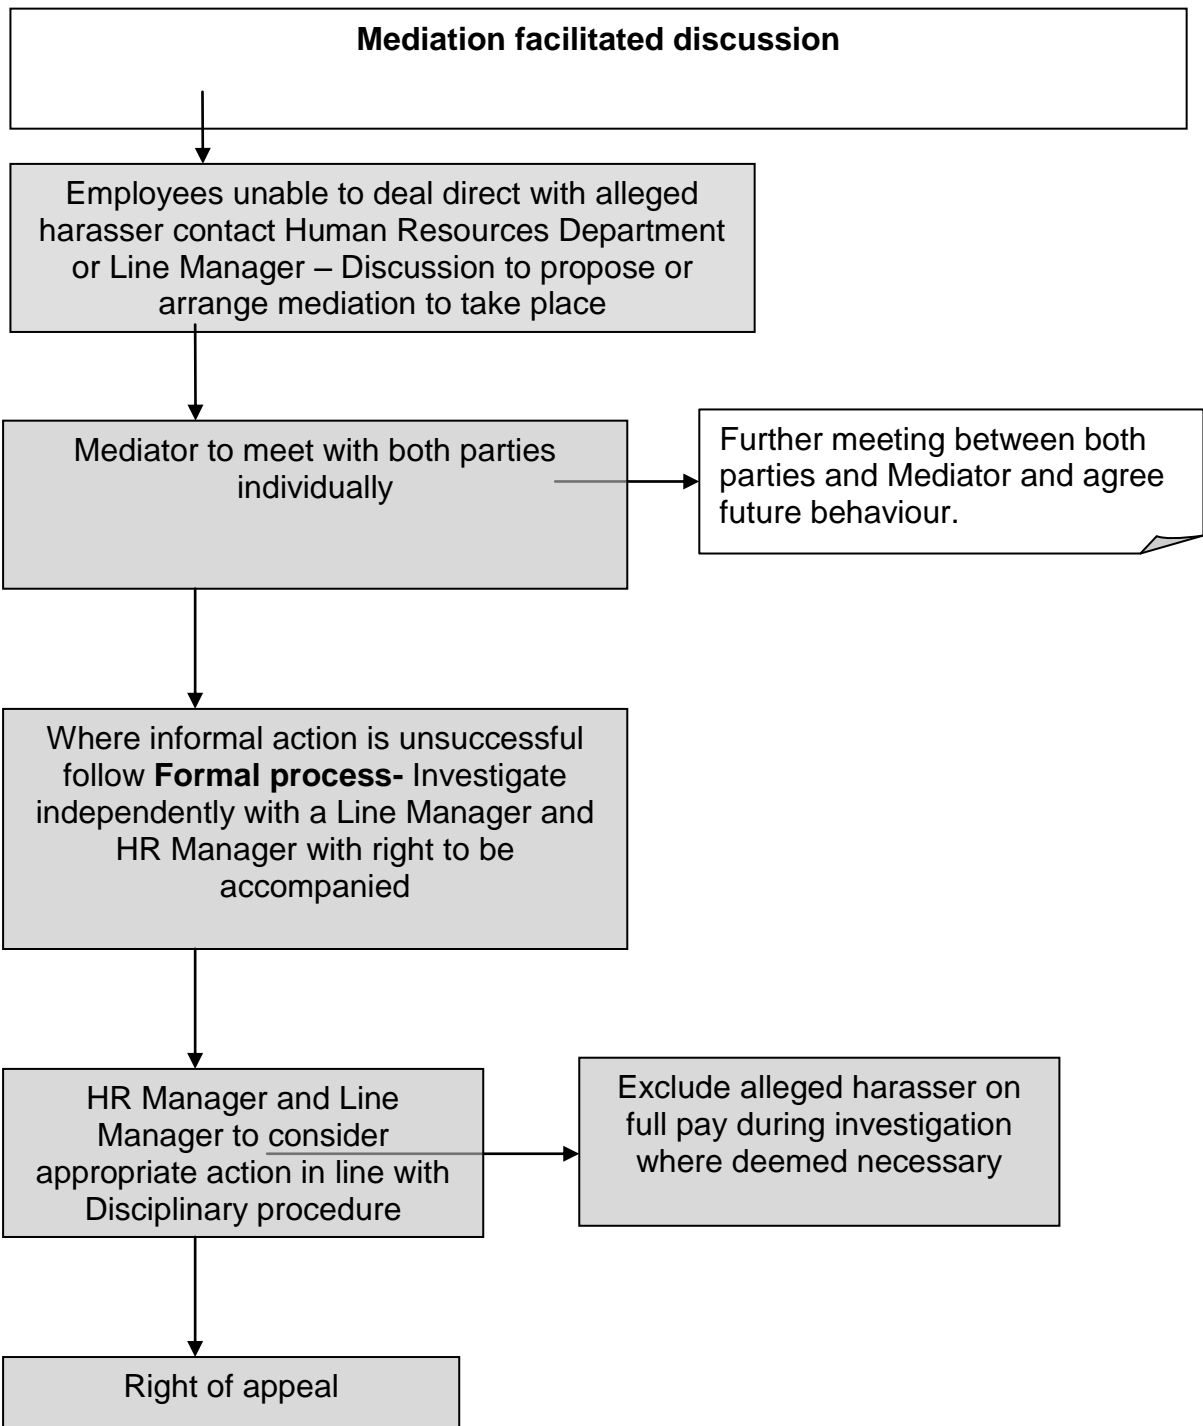 Mediation facilitated discussion
Employees unable to deal direct with alleged
harasser contact Human Resources Department
or Line Manager – Discussion to propose or
arrange mediation to take place
Mediator to meet with both parties
individually
Further meeting between both
parties and Mediator and agree
future behaviour.
Where informal action is unsuccessful
follow Formal process- Investigate
independently with a Line Manager and
HR Manager with right to be
accompanied
HR Manager and Line
Manager to consider
appropriate action in line with
Disciplinary procedure
Exclude alleged harasser on
full pay during investigation
where deemed necessary
Right of appeal